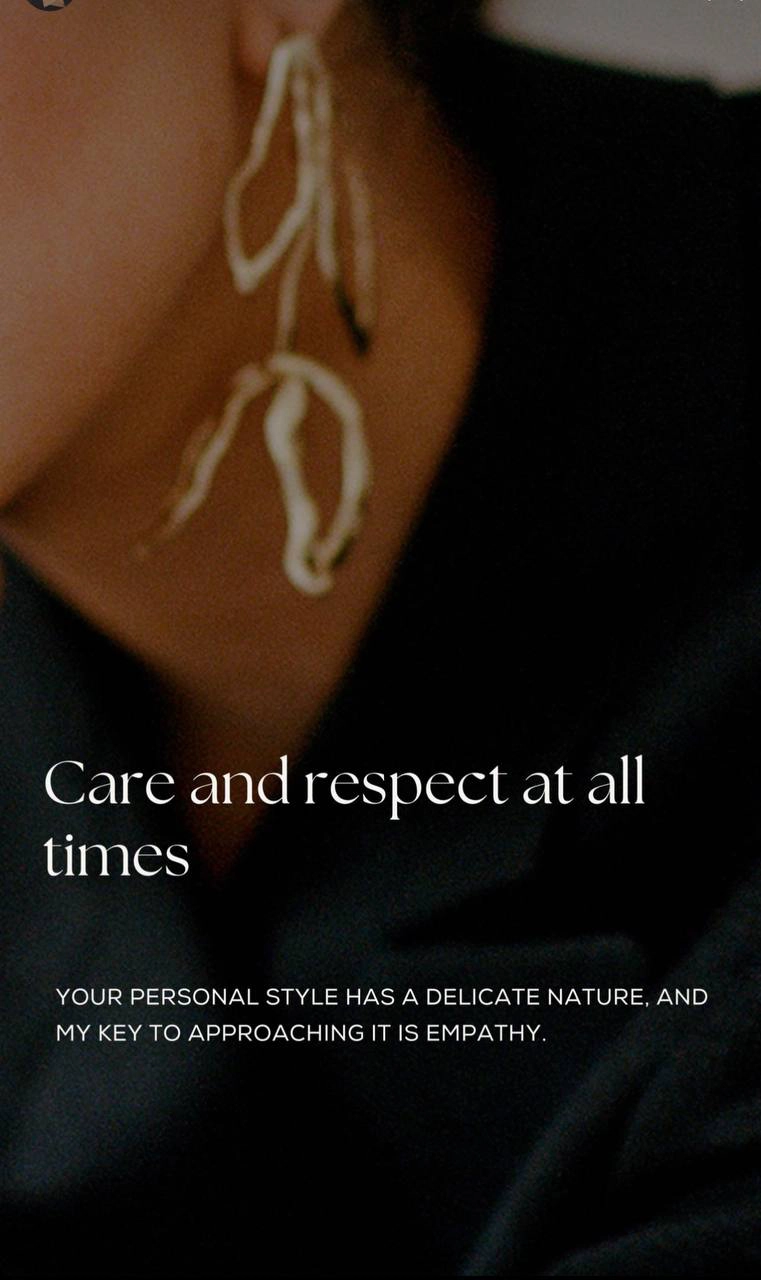 Care and respect at all
times
YOUR PERSONAL STYLE HAS A DELICATE NATURE, AND
MY KEY TO APPROACHING IT IS EMPATHY.